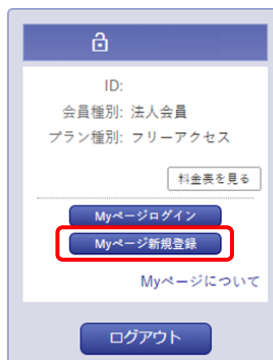 ID:
会員種別: 法人会員
プラン種別: フリーアクセス
料金表を見る
Myページログイン
Myページ新規登録
Myページについて
ログアウト